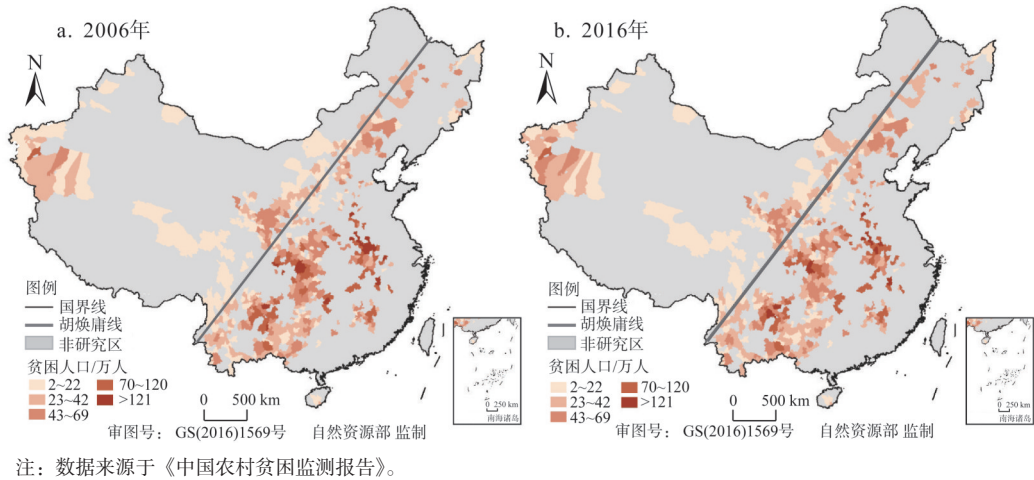 a. 2006年
N
图例
国界线
胡焕庸线
非研究区
贫困人口/万人
2~22
70~120
23~42
>121
43~69
0 500 km
0 250 km
南海诸岛
审图号： GS(2016)1569号 自然资源部 监制
b. 2016年
N
图例
国界线
胡焕庸线
非研究区
贫困人口/万人
2~22
70~120
23~42
>121
43~69
0 500 km
0 250 km
南海诸岛
审图号： GS(2016)1569号 自然资源部 监制
注：数据来源于《中国农村贫困监测报告》。